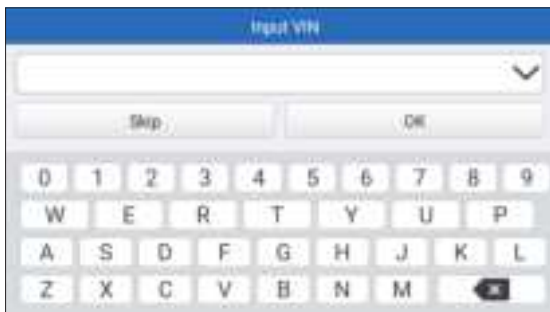 Input VIN
Skip OK
0 1 2 3 4 5 6 7 8 9
W E R T Y U P
A S D F G H J K L
Z X C V B N M